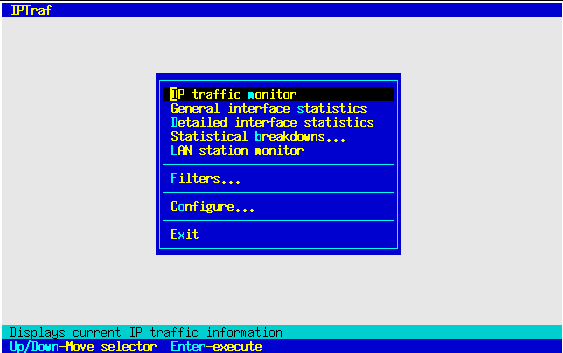 IPTraf
IP traffic monitor
General interface statistics
Detailed interface statistics
Statistical breakdowns...
LAN station monitor
Filters...
Configure...
Exit
Displays current IP traffic information
Up/Down-Move selector  Enter-execute